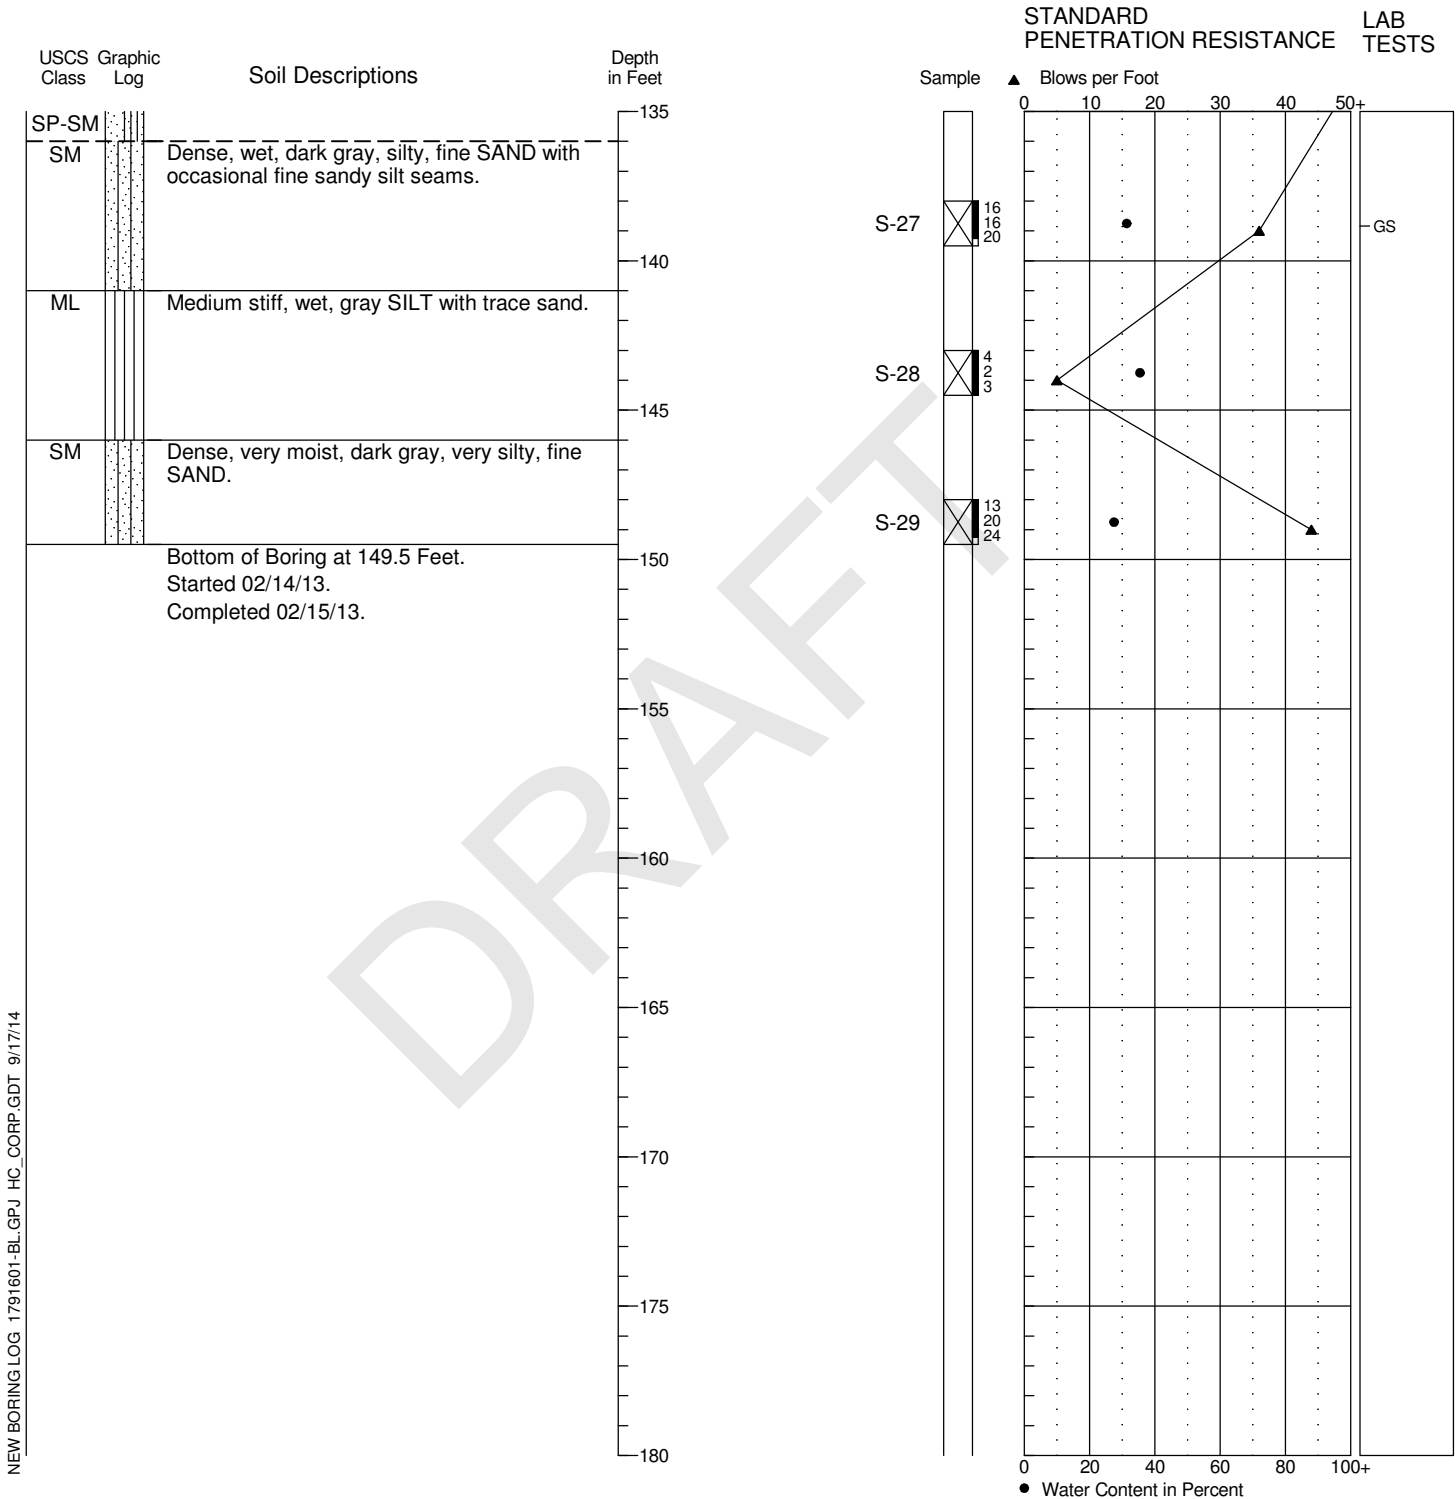 STANDARD
PENETRATION RESISTANCE
LAB
TESTS
USCS Graphic
Class Log
Soil Descriptions
Depth
in Feet
Sample
▲ Blows per Foot
0 10 20 30 40 50+
135
SP-SM
SM
Dense, wet, dark gray, silty, fine SAND with
occasional fine sandy silt seams.
S-27
16
16
20
GS
140
ML
Medium stiff, wet, gray SILT with trace sand.
S-28
4
2
3
145
SM
Dense, very moist, dark gray, very silty, fine
SAND.
S-29
13
20
24
Bottom of Boring at 149.5 Feet.
150
Started 02/14/13.
Completed 02/15/13.
155
160
165
170
175
180
0 20 40 60 80 100+
● Water Content in Percent
DRAFT
NEW BORING LOG 1791601-BL.GPJ HC_CORP.GDT 9/17/14